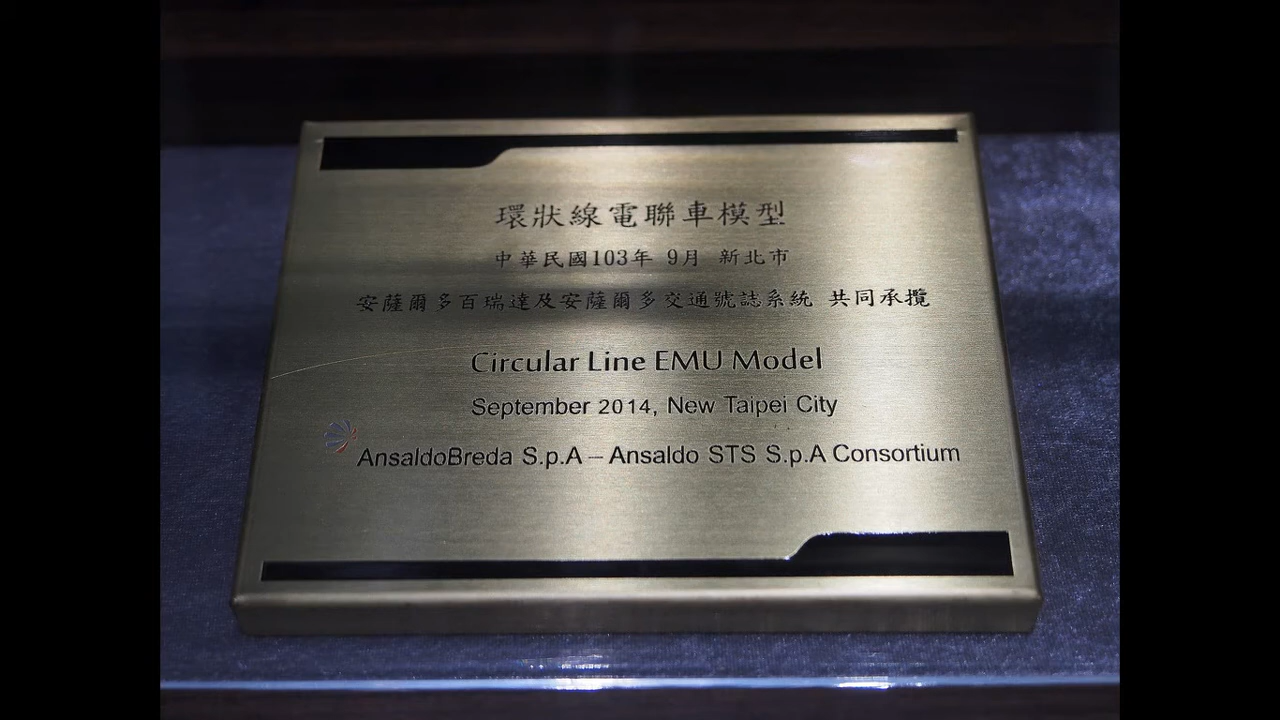 環狀線電聯車模型
中華民國103年 9月 新北市
安薩爾多百瑞達及安薩爾多交通號誌系統 共同承攬
Circular Line EMU Model
September 2014, New Taipei City
AnsaldoBreda S.p.A – Ansaldo STS S.p.A Consortium